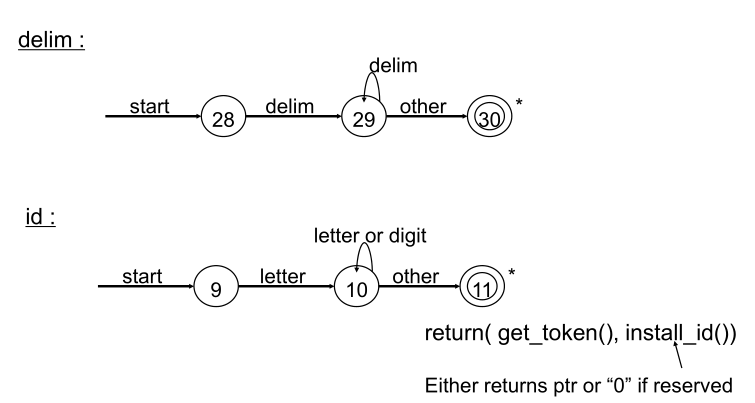 delim :
delim
start
delim
other
*
28
29
30
id :
letter or digit
start
letter
other
*
9
10
11
return( get_token(), install_id())
Either returns ptr or “0” if reserved